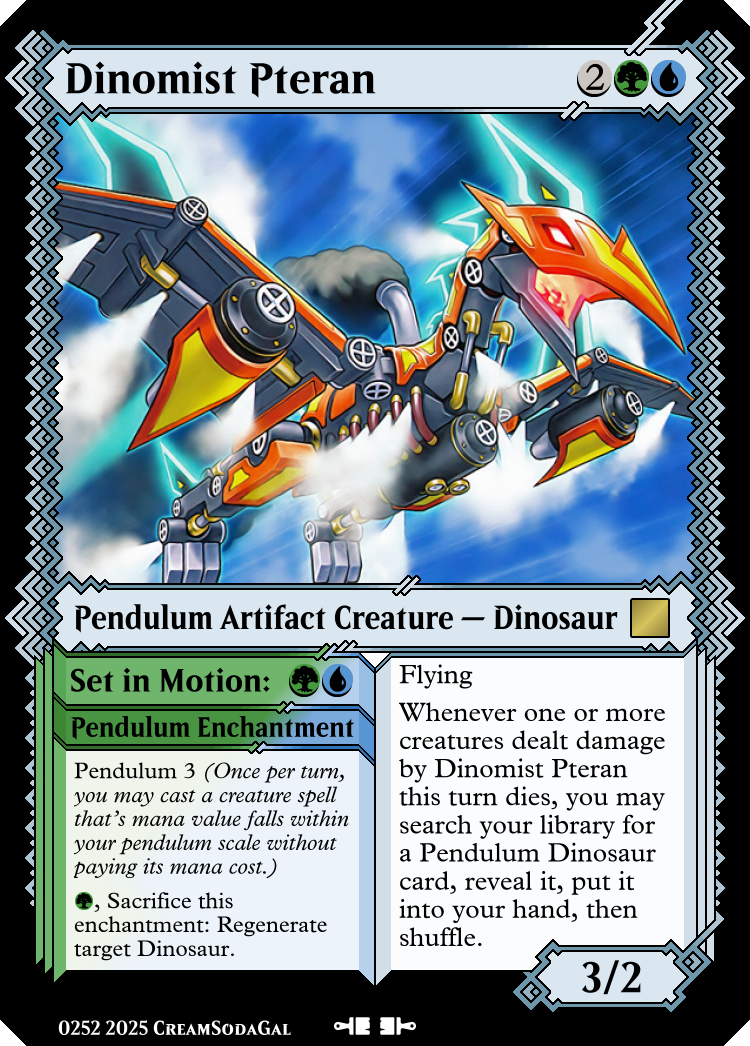 Dinomist Pteran 2
Pendulum Artifact Creature — Dinosaur
Set in Motion:
Pendulum Enchantment
Pendulum 3 (Once per turn,
you may cast a creature spell
that's mana value falls within
your pendulum scale without
paying its mana cost.)
, Sacrifice this
enchantment: Regenerate
target Dinosaur.
Flying
Whenever one or more
creatures dealt damage
by Dinomist Pteran
this turn dies, you may
search your library for
a Pendulum Dinosaur
card, reveal it, put it
into your hand, then
shuffle.
3/2
0252 2025 CreamSodaGal